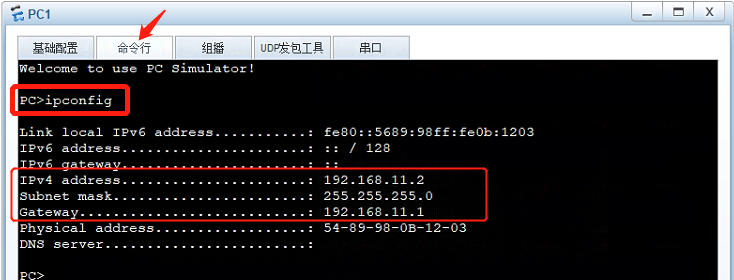 PC1
基础配置 命令行 组播 UDP发包工具 串口
Welcome to use PC Simulator!
PC>ipconfig
Link local IPv6 address...........: fe80::5689:98ff:fe0b:1203
IPv6 address......................: :: / 128
IPv6 gateway......................: ::
IPv4 address......................: 192.168.11.2
Subnet mask.......................: 255.255.255.0
Gateway...........................: 192.168.11.1
Physical address..................: 54-89-98-0B-12-03
DNS server........................:
PC>